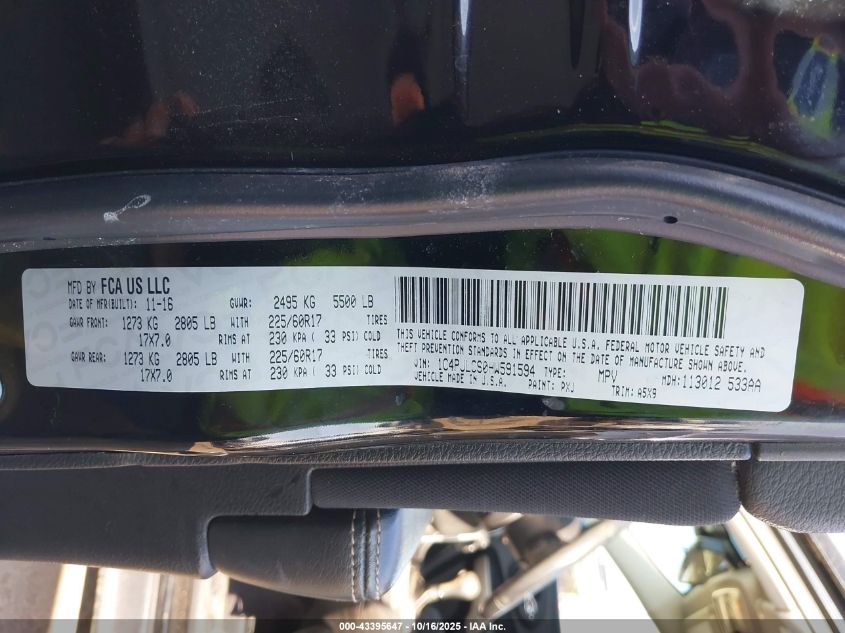 MFD BY FCA US LLC
DATE OF MFR(BUILT): 11-16 GVWR: 2495 KG 5500 LB
GAWR FRONT: 1273 KG 2805 LB WITH 225/60R17 TIRES
17X7.0 RIMS AT 230 KPA ( 33 PSI) COLD
GAWR REAR: 1273 KG 2805 LB WITH 225/60R17 TIRES
17X7.0 RIMS AT 230 KPA ( 33 PSI) COLD
THIS VEHICLE CONFORMS TO ALL APPLICABLE U.S.A. FEDERAL MOTOR VEHICLE SAFETY AND
THEFT PREVENTION STANDARDS IN EFFECT ON THE DATE OF MANUFACTURE SHOWN ABOVE.
VIN: 1C4PJLCS0HW591594 TYPE: MPV MDH: 113012 533AA
VEHICLE MADE IN U.S.A. PAINT: PXJ TRIM: A5X9
000-43395647 - 10/16/2025 - IAA Inc.